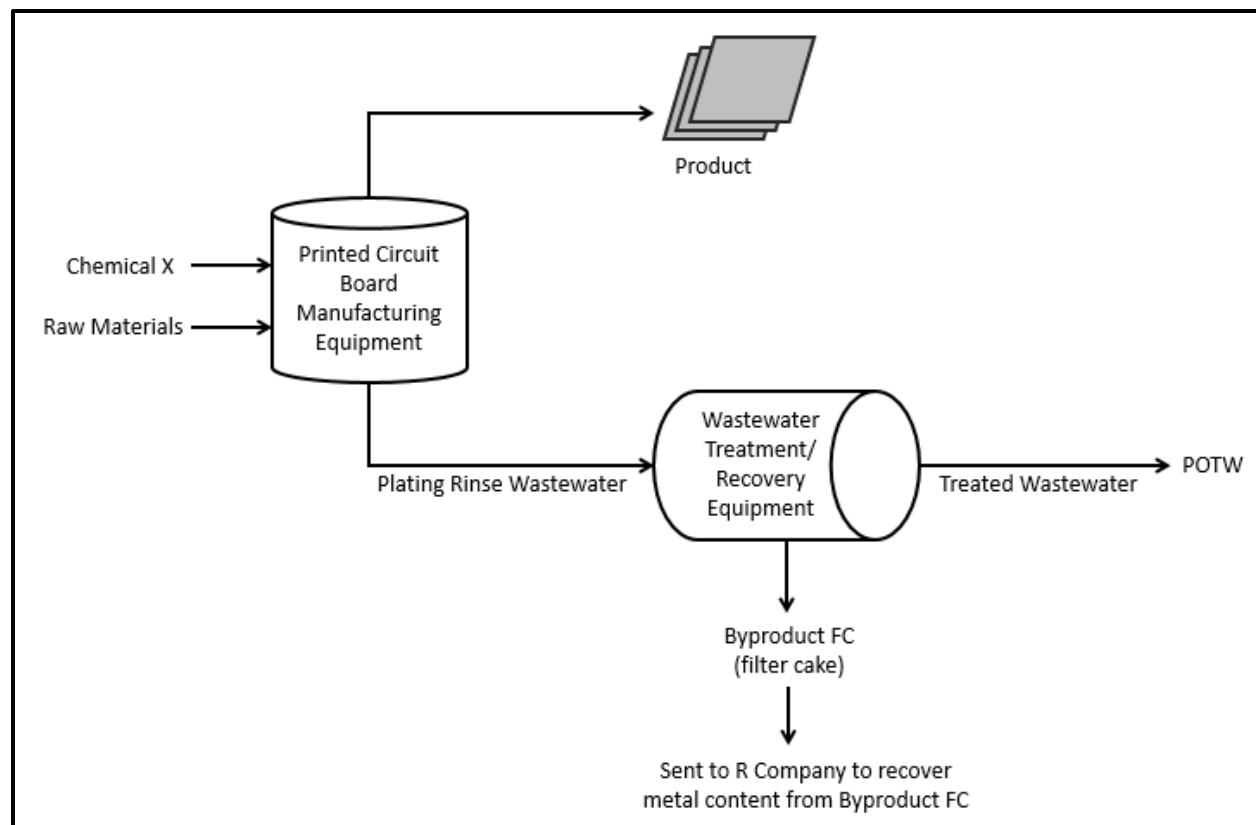 Product
Chemical X
Raw Materials
Printed Circuit
Board
Manufacturing
Equipment
Plating Rinse Wastewater
Wastewater
Treatment/
Recovery
Equipment
Treated Wastewater
POTW
Byproduct FC
(filter cake)
Sent to R Company to recover
metal content from Byproduct FC